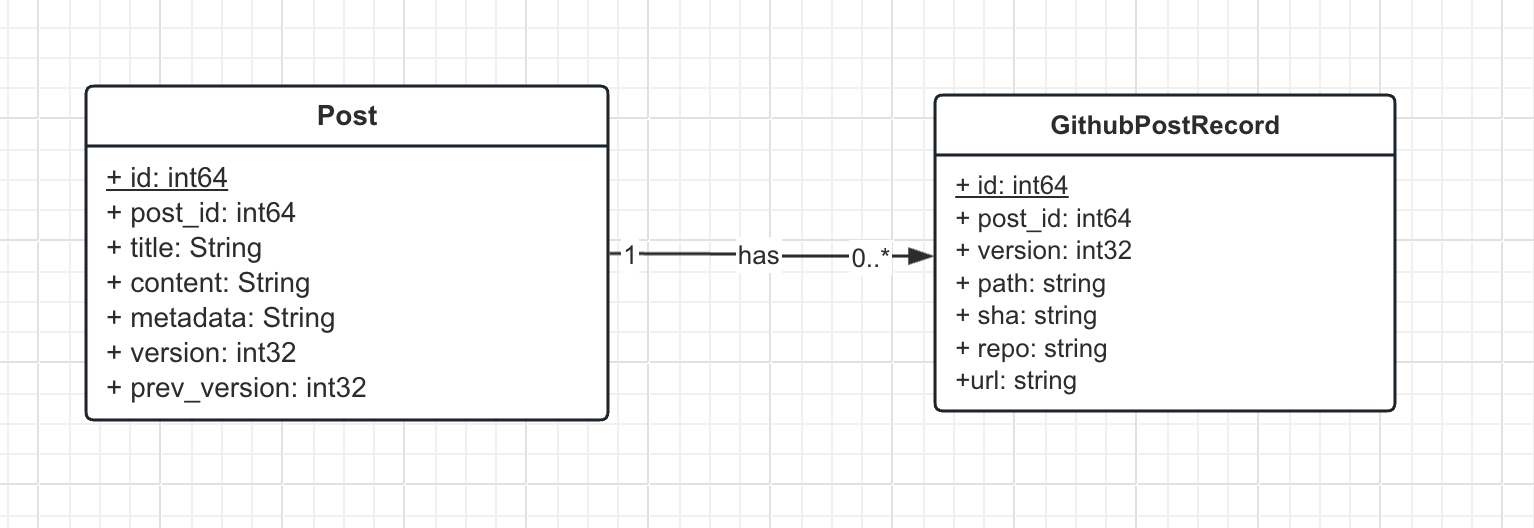 Post
+ id: int64
+ post_id: int64
+ title: String
+ content: String
+ metadata: String
+ version: int32
+ prev_version: int32
1
has
0..*
GithubPostRecord
+ id: int64
+ post_id: int64
+ version: int32
+ path: string
+ sha: string
+ repo: string
+url: string